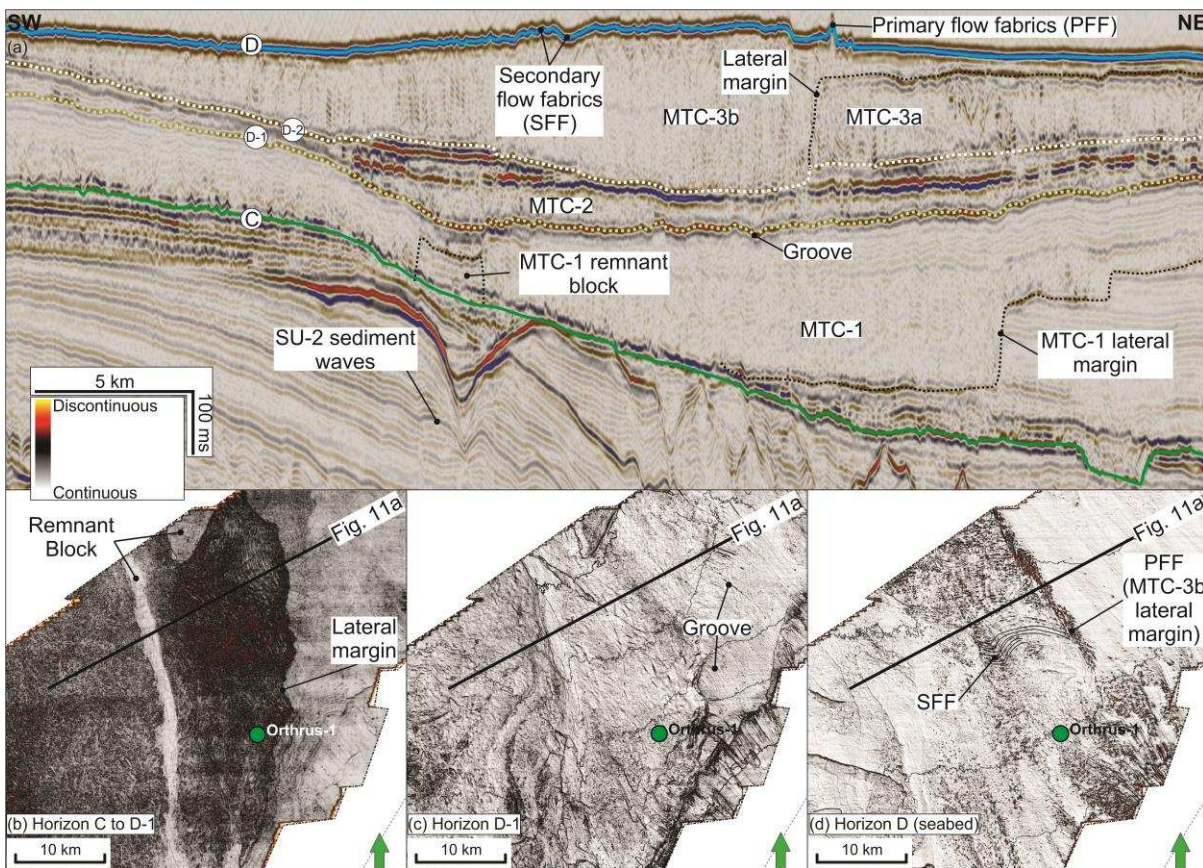 SW
NE
(a)
D
Primary flow fabrics (PFF)
Secondary
flow fabrics
(SFF)
Lateral
margin
MTC-3b
MTC-3a
D-1
D-2
MTC-2
C
Groove
MTC-1 remnant
block
MTC-1
SU-2 sediment
waves
MTC-1 lateral
margin
5 km
100 ms
Discontinuous
Continuous
Remnant
Block
Fig. 11a
Lateral
margin
Orthrus-1
(b) Horizon C to D-1
10 km
Fig. 11a
Groove
Orthrus-1
(c) Horizon D-1
10 km
Fig. 11a
PFF
(MTC-3b
lateral
margin)
SFF
Orthrus-1
(d) Horizon D (seabed)
10 km